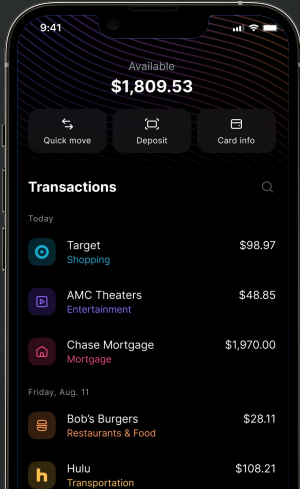 9:41
Available
$1,809.53
Quick move
Deposit
Card info
Transactions
Today
Target $98.97
Shopping
AMC Theaters $48.85
Entertainment
Chase Mortgage $1,970.00
Mortgage
Friday, Aug. 11
Bob's Burgers $28.11
Restaurants & Food
h
Hulu $108.21
Transportation